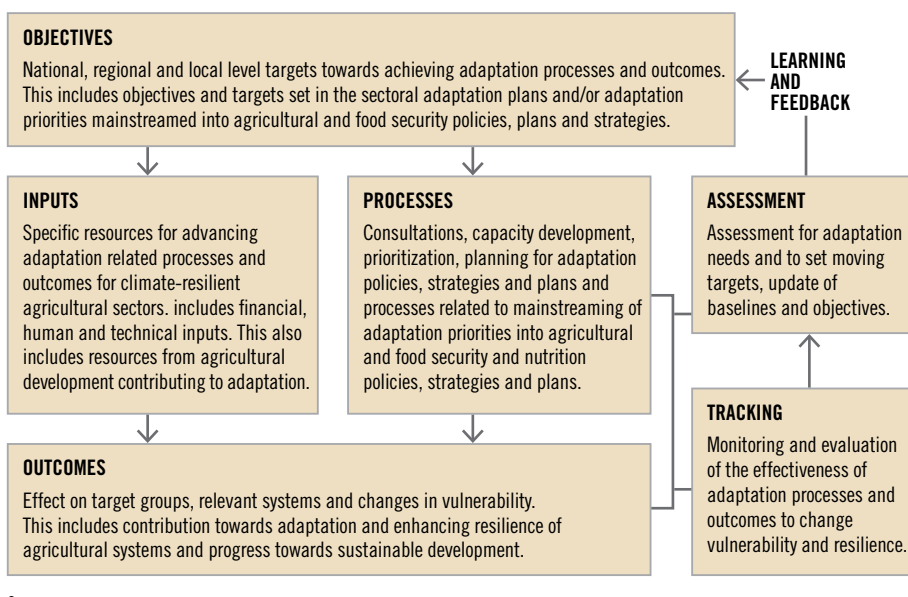 OBJECTIVES
National, regional and local level targets towards achieving adaptation processes and outcomes.
This includes objectives and targets set in the sectoral adaptation plans and/or adaptation
priorities mainstreamed into agricultural and food security policies, plans and strategies.
LEARNING
AND
FEEDBACK
INPUTS
Specific resources for advancing
adaptation related processes and
outcomes for climate-resilient
agricultural sectors. includes financial,
human and technical inputs. This also
includes resources from agricultural
development contributing to adaptation.
PROCESSES
Consultations, capacity development,
prioritization, planning for adaptation
policies, strategies and plans and
processes related to mainstreaming of
adaptation priorities into agricultural
and food security and nutrition
policies, strategies and plans.
ASSESSMENT
Assessment for adaptation
needs and to set moving
targets, update of
baselines and objectives.
OUTCOMES
Effect on target groups, relevant systems and changes in vulnerability.
This includes contribution towards adaptation and enhancing resilience of
agricultural systems and progress towards sustainable development.
TRACKING
Monitoring and evaluation
of the effectiveness of
adaptation processes and
outcomes to change
vulnerability and resilience.